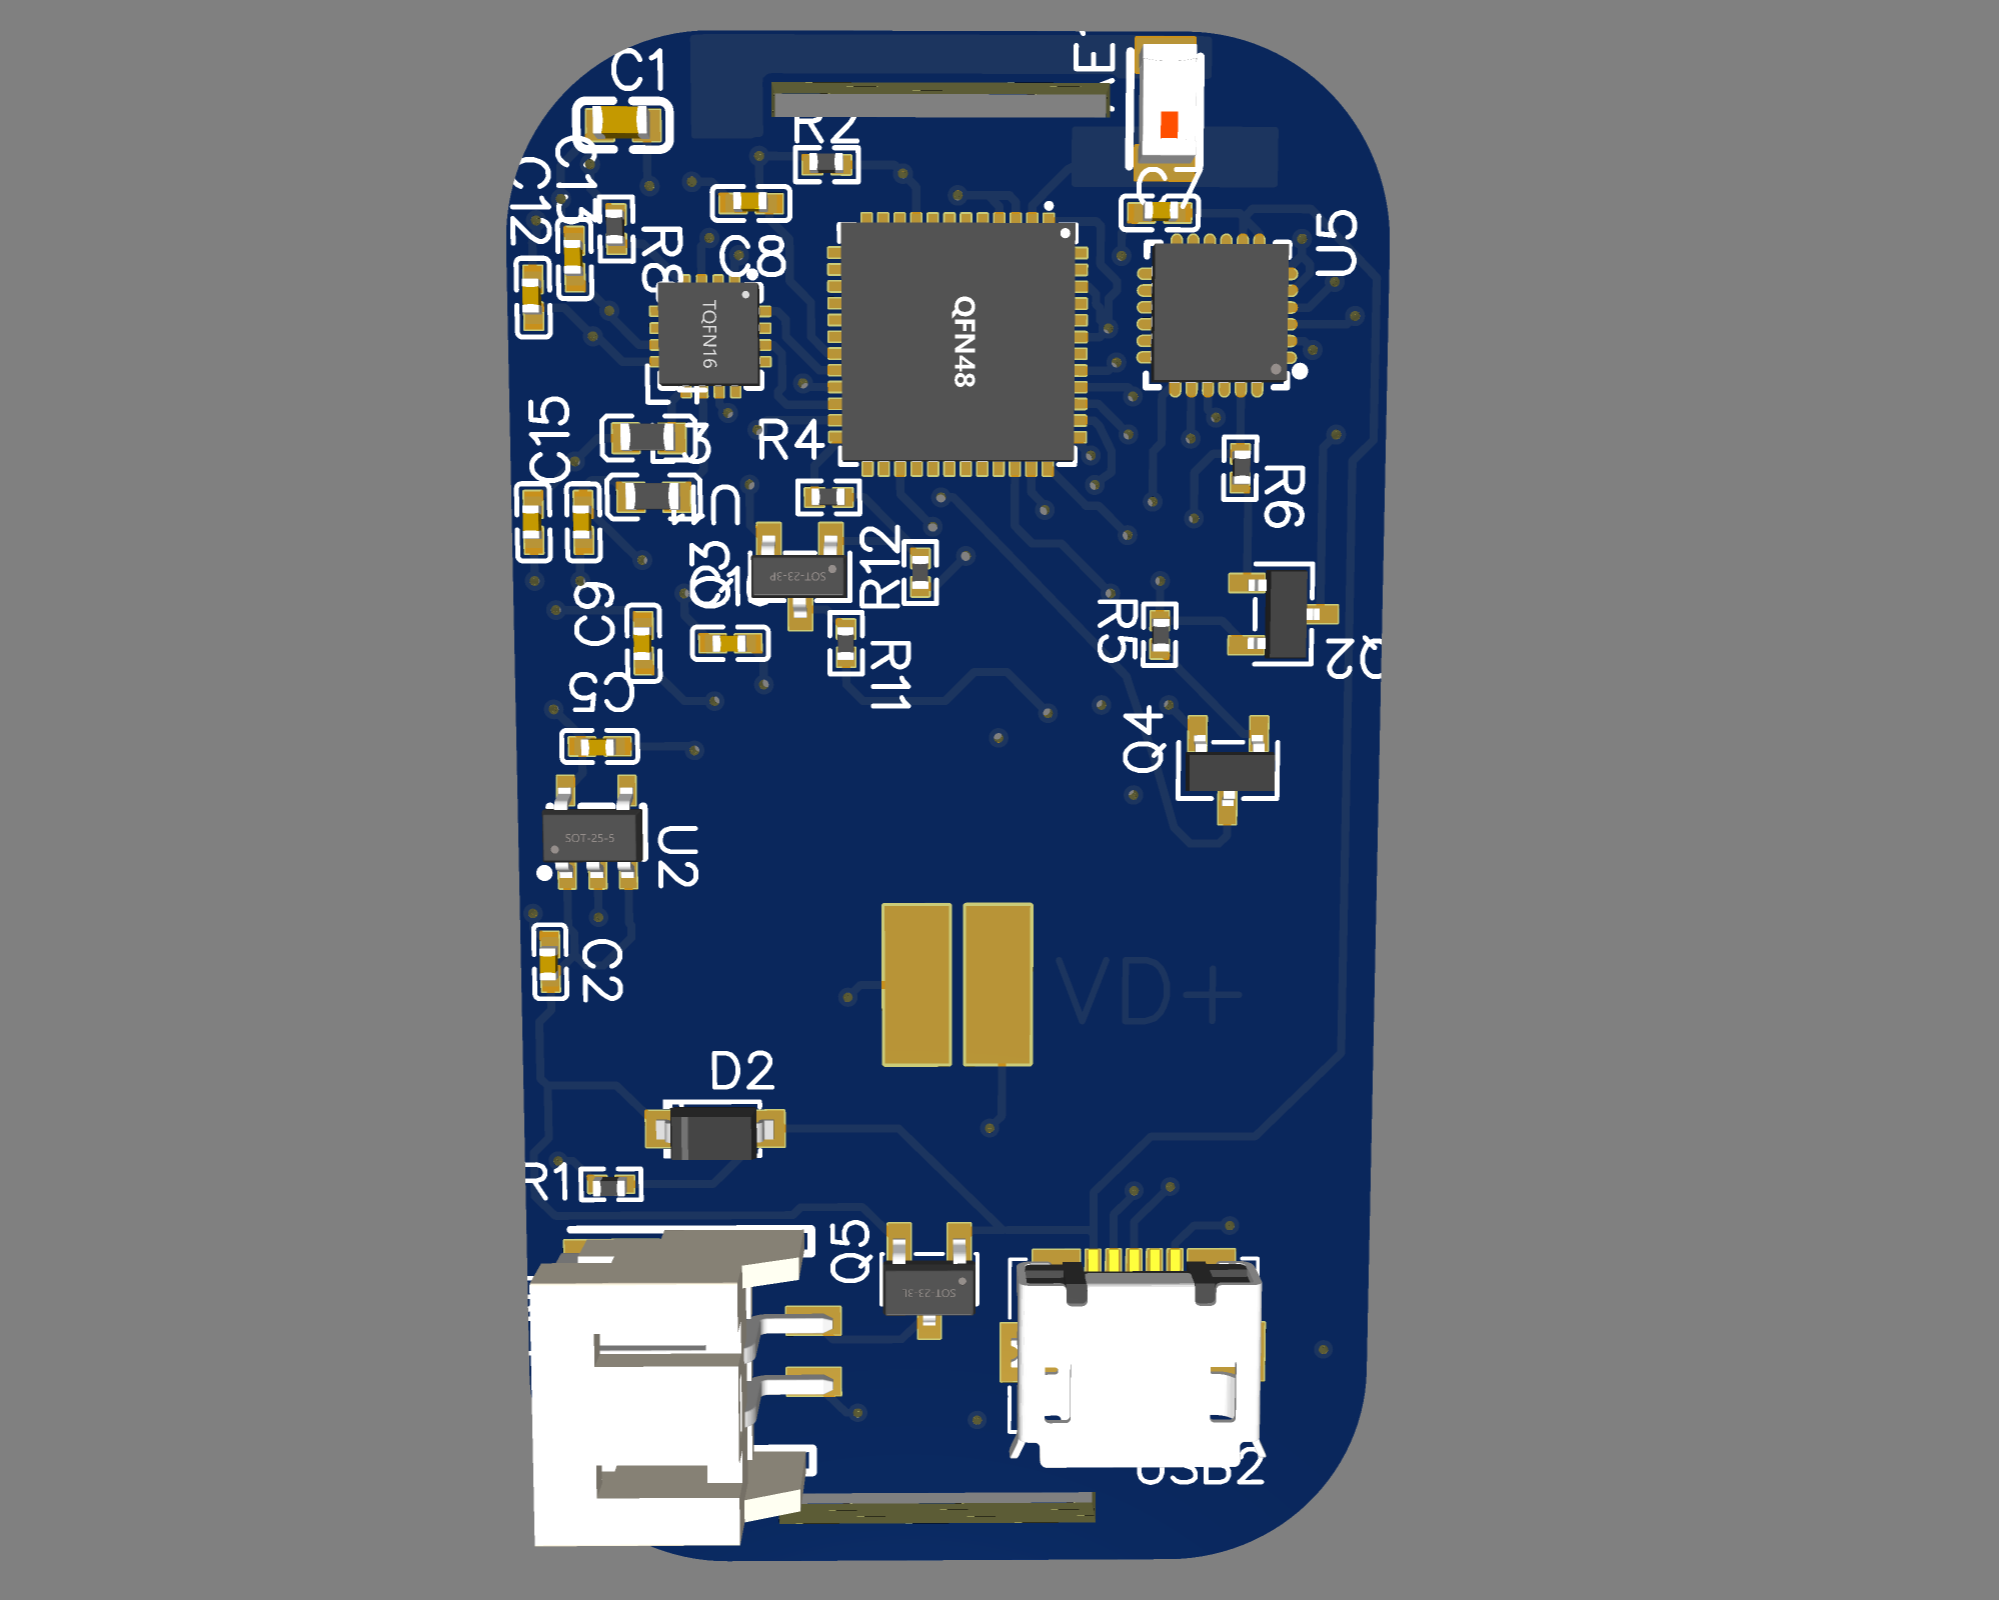 C1
R2
C12
C13
R8
C8
U5
TQFN16
QFN48
C15
R4
R6
R12
SOT-23-3P
C9
R5
R11
C5
Q2
Q4
SOT-25-5
U2
C2
VD+
D2
R1
Q5
SOT-23-3L
USB2